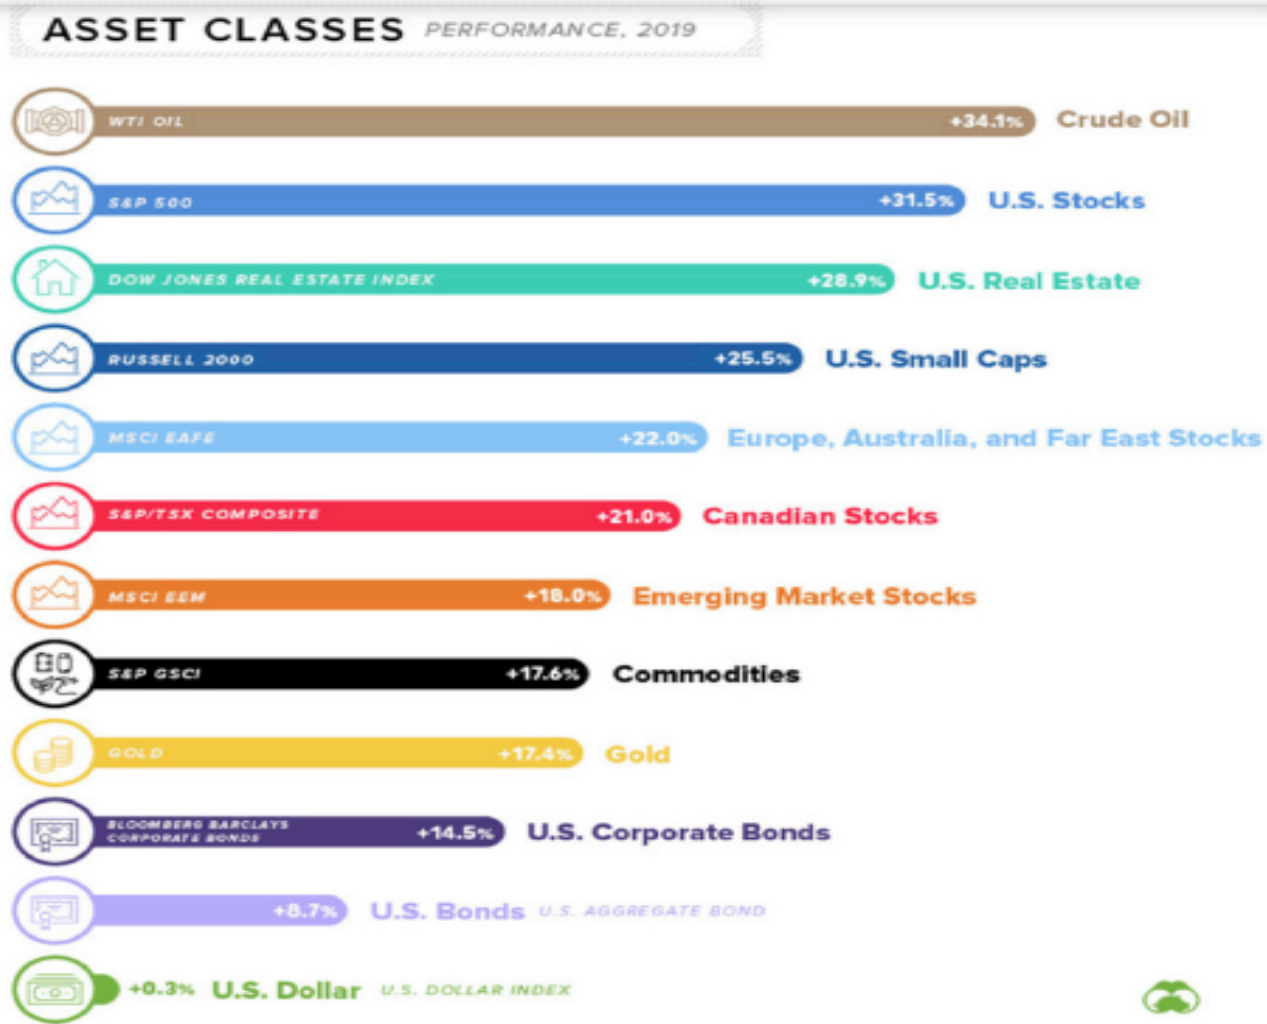 ASSET CLASSES PERFORMANCE, 2019
WTI OIL +34.1% Crude Oil
S&P 500 +31.5% U.S. Stocks
DOW JONES REAL ESTATE INDEX +28.9% U.S. Real Estate
RUSSELL 2000 +25.5% U.S. Small Caps
MSCI EAFE +22.0% Europe, Australia, and Far East Stocks
S&P/TSX COMPOSITE +21.0% Canadian Stocks
MSCI EEM +18.0% Emerging Market Stocks
S&P GSCI +17.6% Commodities
GOLD +17.4% Gold
BLOOMBERG BARCLAYS
CORPORATE BONDS +14.5% U.S. Corporate Bonds
+8.7% U.S. Bonds U.S. AGGREGATE BOND
+0.3% U.S. Dollar U.S. DOLLAR INDEX